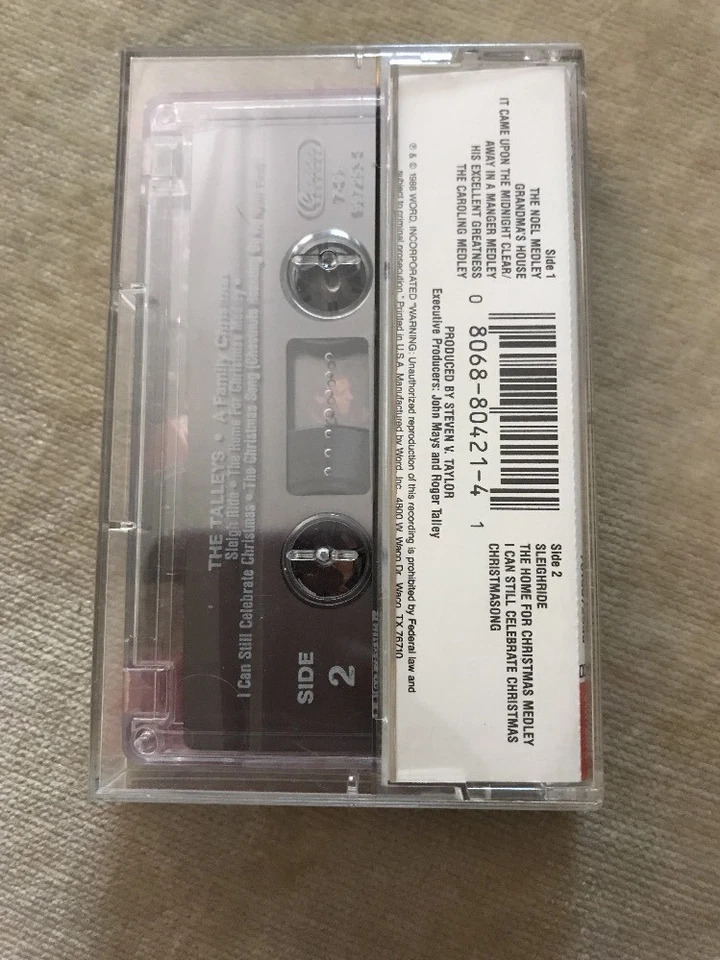 Side 1
THE NOEL MEDLEY
GRANDMA'S HOUSE
IT CAME UPON THE MIDNIGHT CLEAR/
AWAY IN A MANGER MEDLEY
HIS EXCELLENT GREATNESS
THE CAROLING MEDLEY
0 8068-80421-4 1
Side 2
SLEIGHRIDE
THE HOME FOR CHRISTMAS MEDLEY
I CAN STILL CELEBRATE CHRISTMAS
CHRISTMASONG
PRODUCED BY STEVEN V. TAYLOR
Executive Producers: John Mays and Roger Talley
℗ & © 1988 WORD, INCORPORATED "WARNING: Unauthorized reproduction of this recording is prohibited by Federal law and
subject to criminal prosecution." Printed in U.S.A. Manufactured by Word, Inc. 4800 W. Waco Dr., Waco, TX 76710
SIDE
2
THE TALLEYS • A Family Christmas
Sleigh Ride • The Home For Christmas Medley •
I Can Still Celebrate Christmas • The Christmas Song